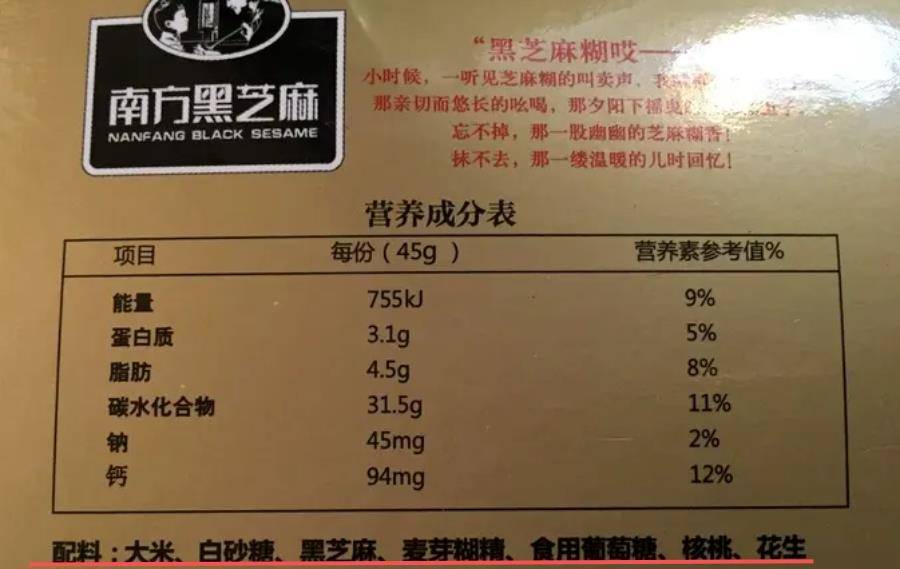 南方黑芝麻
NANFANG BLACK SESAME
“黑芝麻糊哎——
小时候，一听见芝麻糊的叫卖声，我
那亲切而悠长的吆喝，那夕阳下摇曳
忘不掉，那一股幽幽的芝麻糊香！
抹不去，那一缕温暖的儿时回忆！
营养成分表
项目 每份（45g ） 营养素参考值%
能量 755kJ 9%
蛋白质 3.1g 5%
脂肪 4.5g 8%
碳水化合物 31.5g 11%
钠 45mg 2%
钙 94mg 12%
配料：大米、白砂糖、黑芝麻、麦芽糊精、食用葡萄糖、核桃、花生